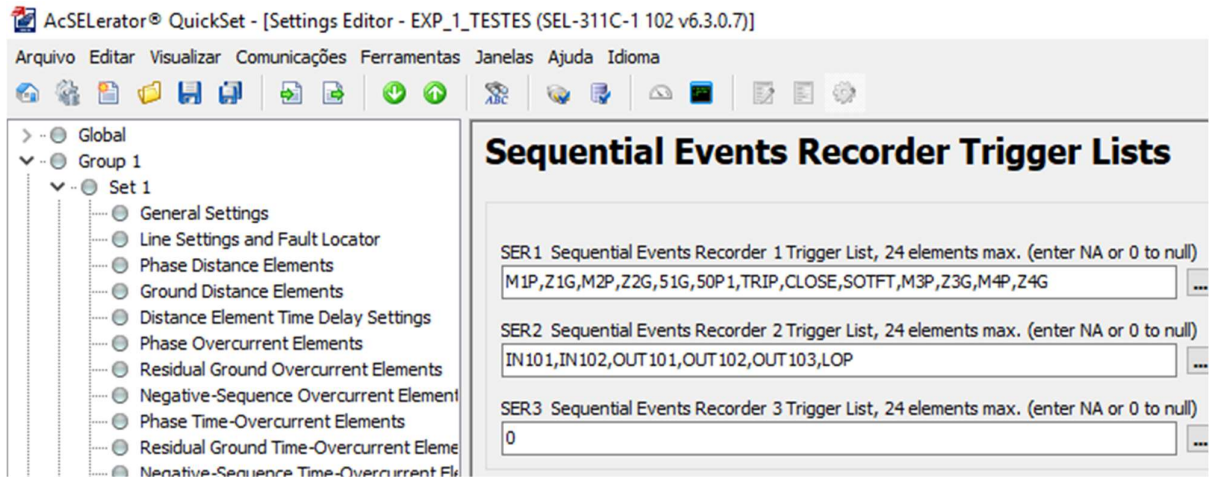 AcSELerator® QuickSet - [Settings Editor - EXP_1_TESTES (SEL-311C-1 102 v6.3.0.7)]
Arquivo Editar Visualizar Comunicações Ferramentas Janelas Ajuda Idioma
Global
Group 1
Set 1
General Settings
Line Settings and Fault Locator
Phase Distance Elements
Ground Distance Elements
Distance Element Time Delay Settings
Phase Overcurrent Elements
Residual Ground Overcurrent Elements
Negative-Sequence Overcurrent Element
Phase Time-Overcurrent Elements
Residual Ground Time-Overcurrent Eleme
Negative-Sequence Time-Overcurrent Ele
Sequential Events Recorder Trigger Lists
SER1 Sequential Events Recorder 1 Trigger List, 24 elements max. (enter NA or 0 to null)
M1P,Z1G,M2P,Z2G,51G,50P1,TRIP,CLOSE,SOTFT,M3P,Z3G,M4P,Z4G
...
SER2 Sequential Events Recorder 2 Trigger List, 24 elements max. (enter NA or 0 to null)
IN101,IN102,OUT101,OUT102,OUT103,LOP
...
SER3 Sequential Events Recorder 3 Trigger List, 24 elements max. (enter NA or 0 to null)
0
...